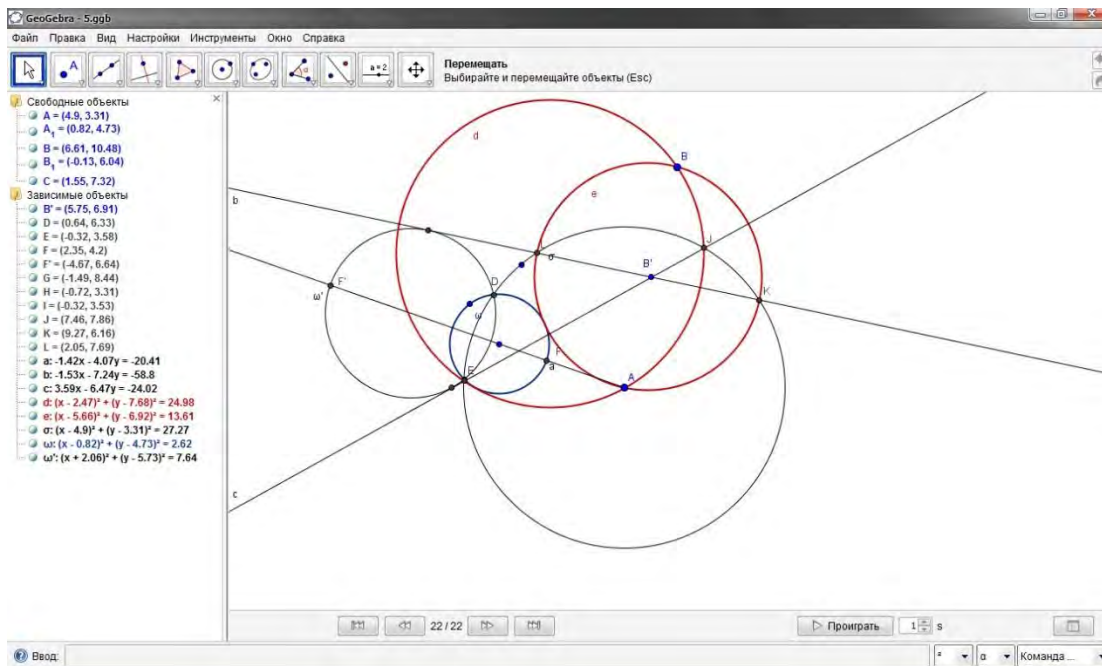 GeoGebra - 5.ggb
Файл Правка Вид Настройки Инструменты Окно Справка
A a = 2
Перемещать
Выбирайте и перемещайте объекты (Esc)
Свободные объекты
A = (4.9, 3.31)
A₁ = (0.82, 4.73)
B = (6.61, 10.48)
B₁ = (-0.13, 6.04)
C = (1.55, 7.32)
Зависимые объекты
B' = (5.75, 6.91)
D = (0.64, 6.33)
E = (-0.32, 3.58)
F = (2.35, 4.2)
F' = (-4.67, 6.64)
G = (-1.49, 8.44)
H = (-0.72, 3.31)
I = (-0.32, 3.53)
J = (7.46, 7.86)
K = (9.27, 6.16)
L = (2.05, 7.69)
a: -1.42x - 4.07y = -20.41
b: -1.53x - 7.24y = -58.8
c: 3.59x - 6.47y = -24.02
d: (x - 2.47)² + (y - 7.68)² = 24.98
e: (x - 5.66)² + (y - 6.92)² = 13.61
σ: (x - 4.9)² + (y - 3.31)² = 27.27
ω: (x - 0.82)² + (y - 4.73)² = 2.62
ω': (x + 2.06)² + (y - 5.73)² = 7.64
d
B
e
b
J
σ
B'
F'
ω'
D
K
ω
a
E
A
c
22 / 22
Проиграть
1 s
Ввод:
α
Команда ...